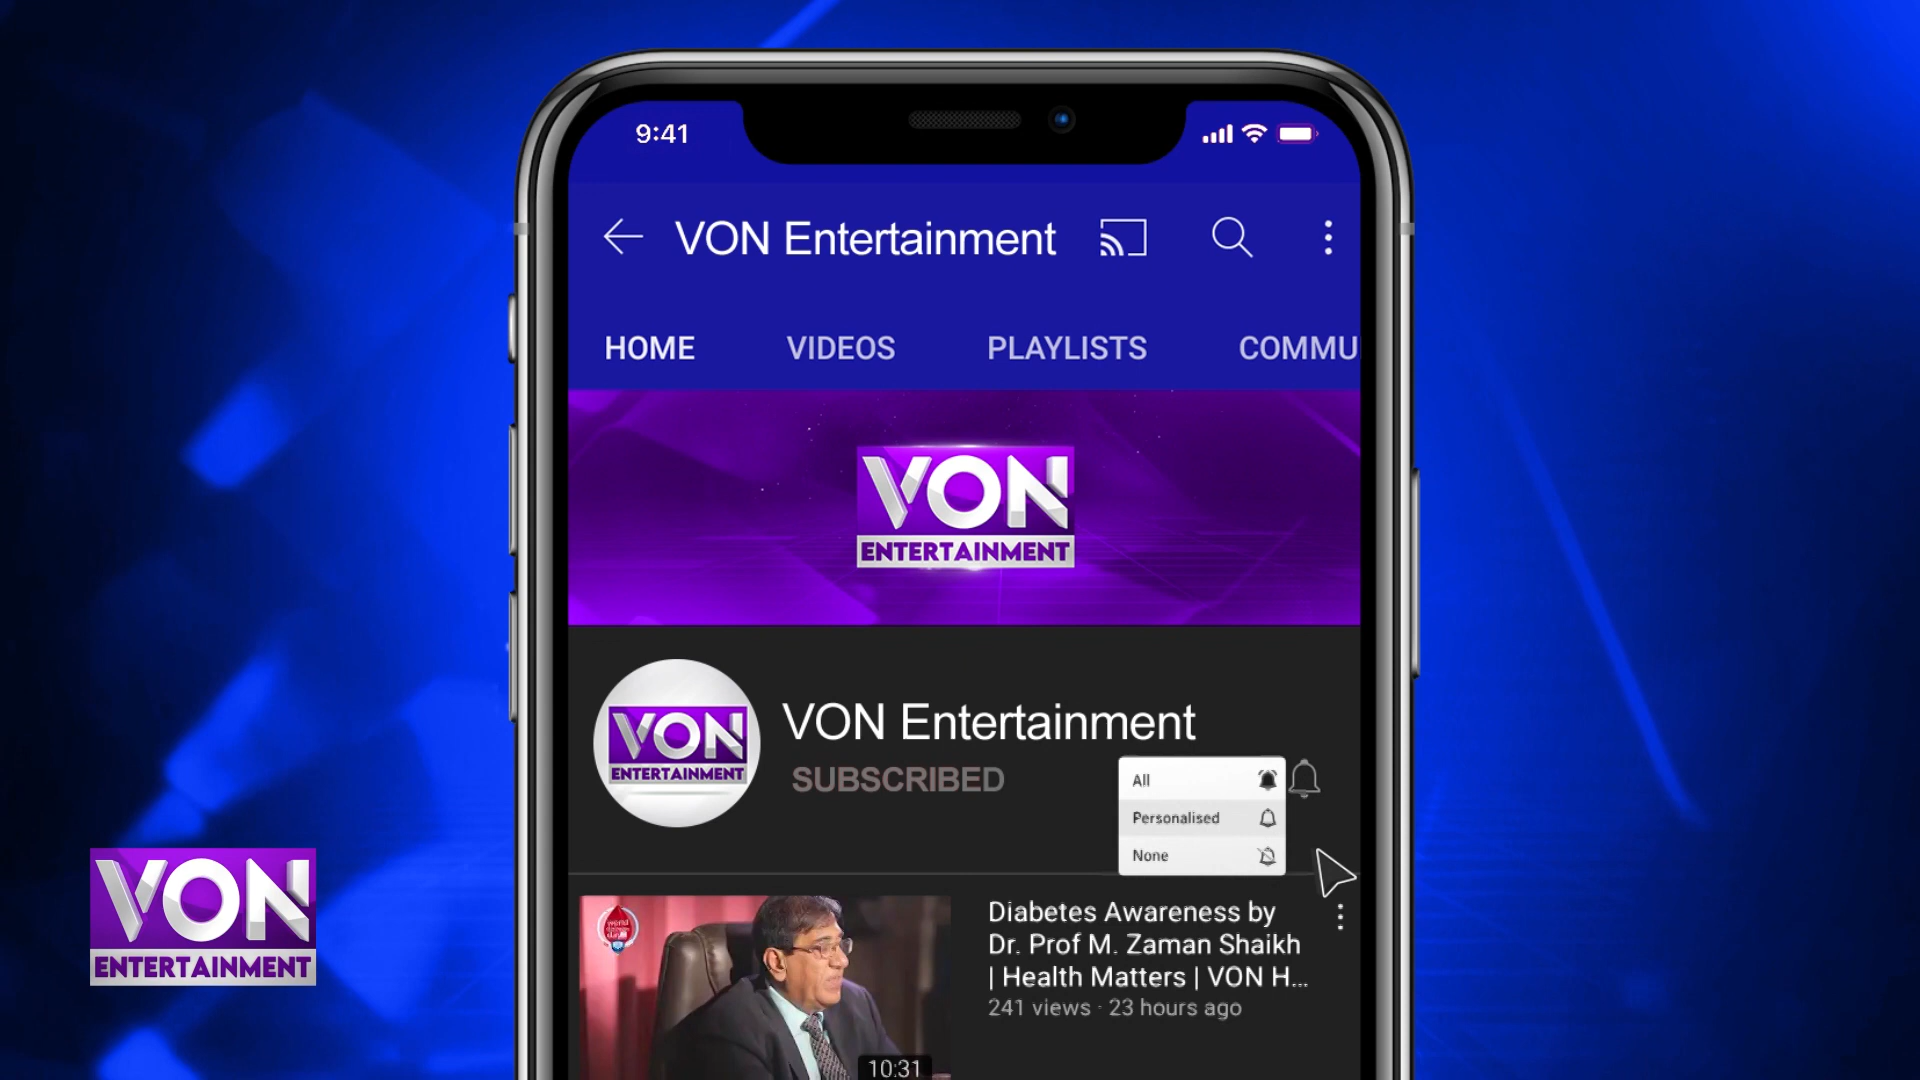 9:41
VON Entertainment
HOME VIDEOS PLAYLISTS COMMU
VON
ENTERTAINMENT
VON
ENTERTAINMENT
VON Entertainment
SUBSCRIBED
All
Personalised
None
VON
ENTERTAINMENT
Diabetes Awareness by
Dr. Prof M. Zaman Shaikh
| Health Matters | VON H...
241 views · 23 hours ago
10:31